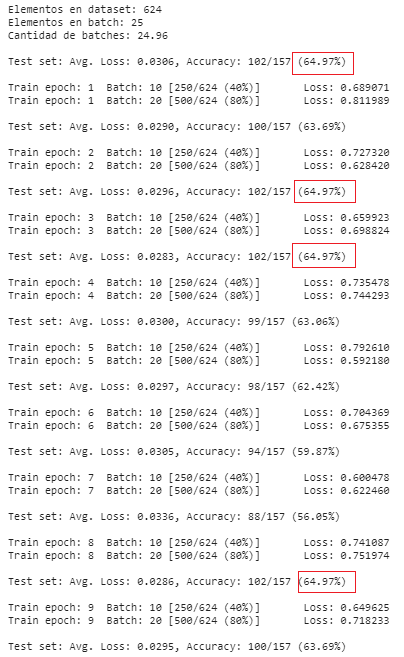 Elementos en dataset: 624
Elementos en batch: 25
Cantidad de batches: 24.96
Test set: Avg. Loss: 0.0306, Accuracy: 102/157 (64.97%)
Train epoch: 1  Batch: 10 [250/624 (40%)]       Loss: 0.689071
Train epoch: 1  Batch: 20 [500/624 (80%)]       Loss: 0.811989
Test set: Avg. Loss: 0.0290, Accuracy: 100/157 (63.69%)
Train epoch: 2  Batch: 10 [250/624 (40%)]       Loss: 0.727320
Train epoch: 2  Batch: 20 [500/624 (80%)]       Loss: 0.628420
Test set: Avg. Loss: 0.0296, Accuracy: 102/157 (64.97%)
Train epoch: 3  Batch: 10 [250/624 (40%)]       Loss: 0.659923
Train epoch: 3  Batch: 20 [500/624 (80%)]       Loss: 0.698824
Test set: Avg. Loss: 0.0283, Accuracy: 102/157 (64.97%)
Train epoch: 4  Batch: 10 [250/624 (40%)]       Loss: 0.735478
Train epoch: 4  Batch: 20 [500/624 (80%)]       Loss: 0.744293
Test set: Avg. Loss: 0.0300, Accuracy: 99/157 (63.06%)
Train epoch: 5  Batch: 10 [250/624 (40%)]       Loss: 0.792610
Train epoch: 5  Batch: 20 [500/624 (80%)]       Loss: 0.592180
Test set: Avg. Loss: 0.0297, Accuracy: 98/157 (62.42%)
Train epoch: 6  Batch: 10 [250/624 (40%)]       Loss: 0.704369
Train epoch: 6  Batch: 20 [500/624 (80%)]       Loss: 0.675355
Test set: Avg. Loss: 0.0305, Accuracy: 94/157 (59.87%)
Train epoch: 7  Batch: 10 [250/624 (40%)]       Loss: 0.600478
Train epoch: 7  Batch: 20 [500/624 (80%)]       Loss: 0.622460
Test set: Avg. Loss: 0.0336, Accuracy: 88/157 (56.05%)
Train epoch: 8  Batch: 10 [250/624 (40%)]       Loss: 0.741087
Train epoch: 8  Batch: 20 [500/624 (80%)]       Loss: 0.751974
Test set: Avg. Loss: 0.0286, Accuracy: 102/157 (64.97%)
Train epoch: 9  Batch: 10 [250/624 (40%)]       Loss: 0.649625
Train epoch: 9  Batch: 20 [500/624 (80%)]       Loss: 0.718233
Test set: Avg. Loss: 0.0295, Accuracy: 100/157 (63.69%)